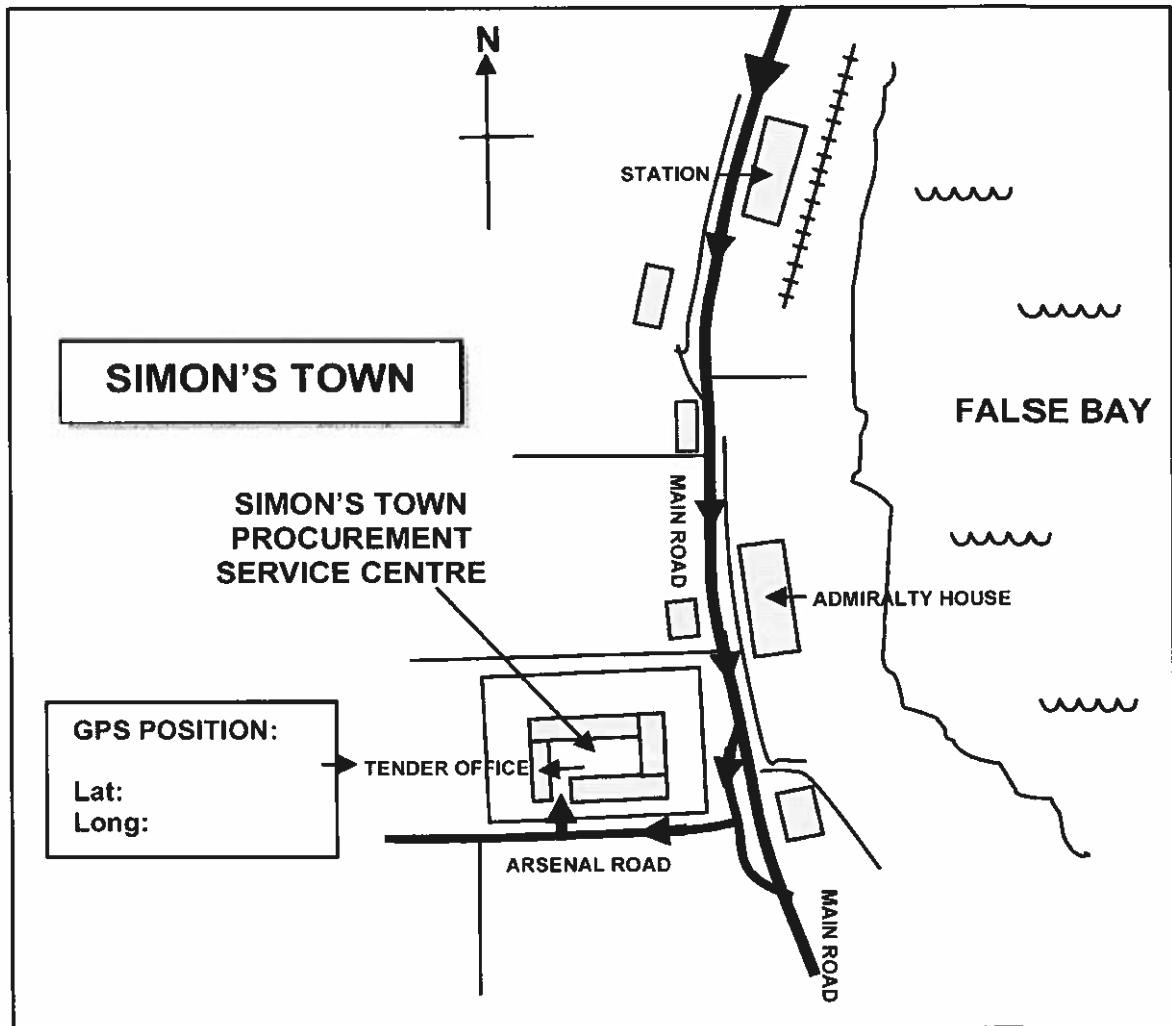 N
STATION
SIMON'S TOWN
FALSE BAY
MAIN ROAD
SIMON'S TOWN
PROCUREMENT
SERVICE CENTRE
ADMIRALTY HOUSE
GPS POSITION:
Lat:
Long:
TENDER OFFICE
ARSENAL ROAD
MAIN ROAD